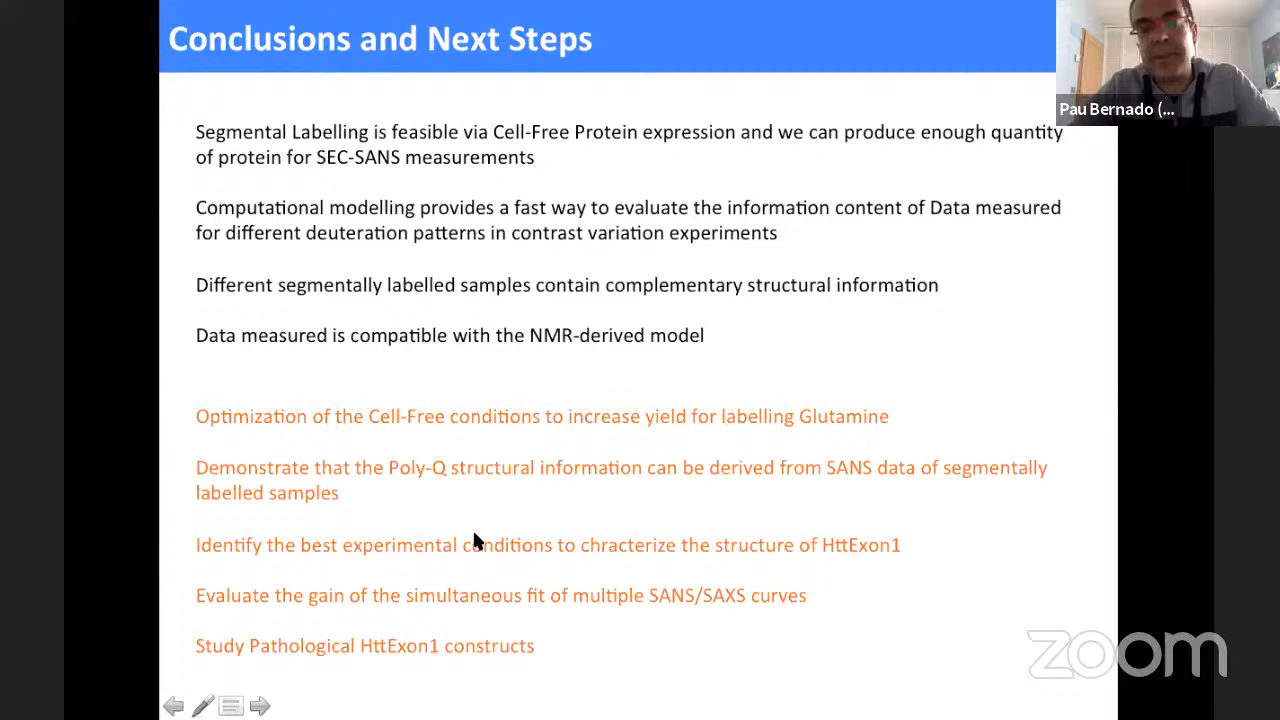 Conclusions and Next Steps
Pau Bernado (...
Segmental Labelling is feasible via Cell-Free Protein expression and we can produce enough quantity
of protein for SEC-SANS measurements
Computational modelling provides a fast way to evaluate the information content of Data measured
for different deuteration patterns in contrast variation experiments
Different segmentally labelled samples contain complementary structural information
Data measured is compatible with the NMR-derived model
Optimization of the Cell-Free conditions to increase yield for labelling Glutamine
Demonstrate that the Poly-Q structural information can be derived from SANS data of segmentally
labelled samples
Identify the best experimental conditions to chracterize the structure of HttExon1
Evaluate the gain of the simultaneous fit of multiple SANS/SAXS curves
Study Pathological HttExon1 constructs
zoom